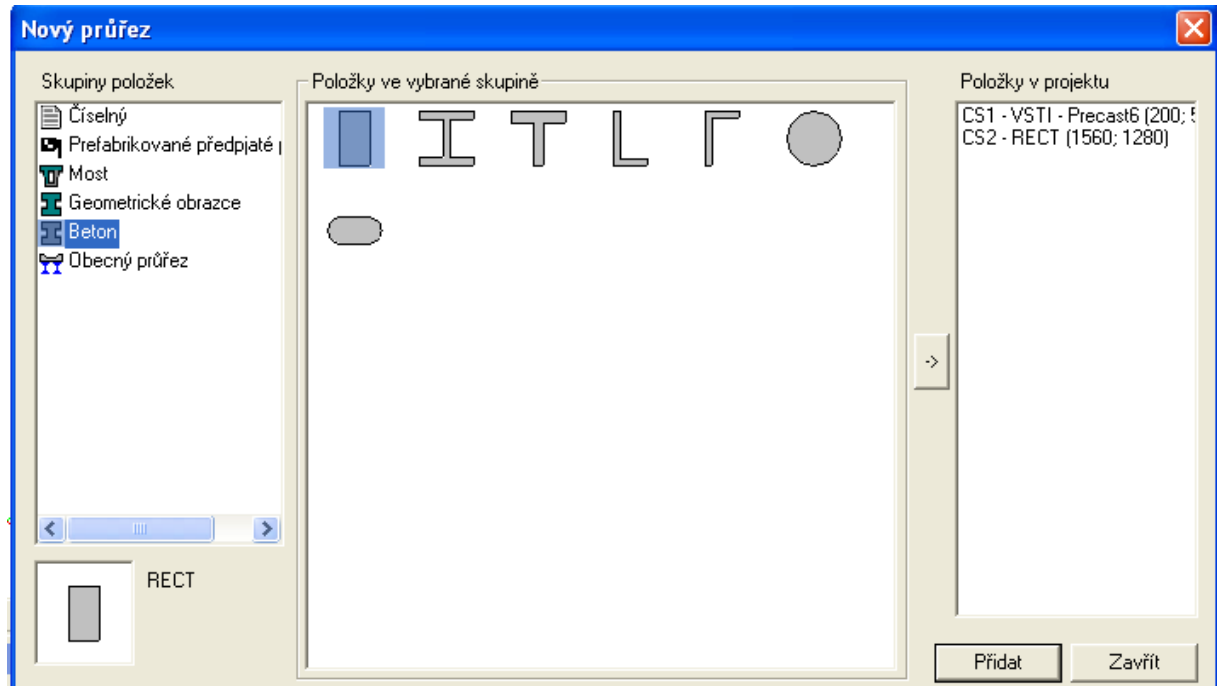 Nový průřez
Skupiny položek
Číselný
Prefabrikované předpjaté
Most
Geometrické obrazce
Beton
Obecný průřez
RECT
Položky ve vybrané skupině
->
Položky v projektu
CS1 - VSTI - Precast6 (200;
CS2 - RECT (1560; 1280)
Přidat
Zavřít